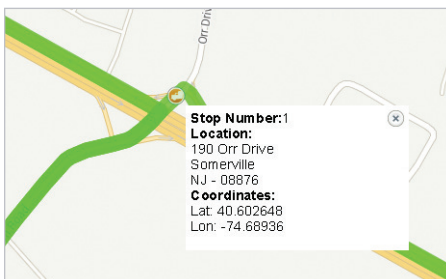 Orr Drive
Stop Number:1
Location:
190 Orr Drive
Somerville
NJ - 08876
Coordinates:
Lat: 40.602648
Lon: -74.68936